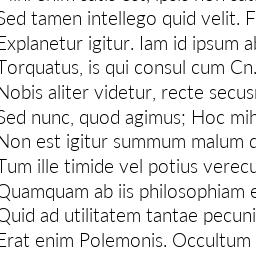 Sed tamen intellego quid velit. F
Explanetur igitur. Iam id ipsum ab
Torquatus, is qui consul cum Cn.
Nobis aliter videtur, recte secus
Sed nunc, quod agimus; Hoc mih
Non est igitur summum malum d
Tum ille timide vel potius verecu
Quamquam ab iis philosophiam e
Quid ad utilitatem tantae pecuni
Erat enim Polemonis. Occultum